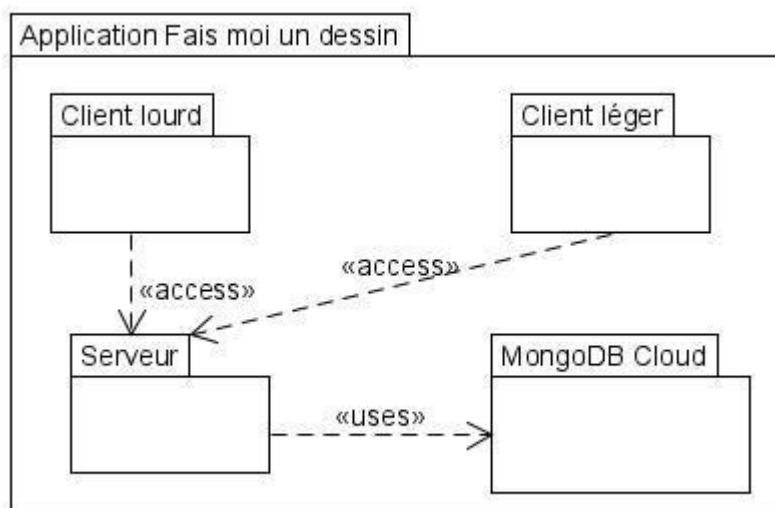 Application Fais moi un dessin
Client lourd
Client léger
«access»
«access»
Serveur
MongoDB Cloud
«uses»